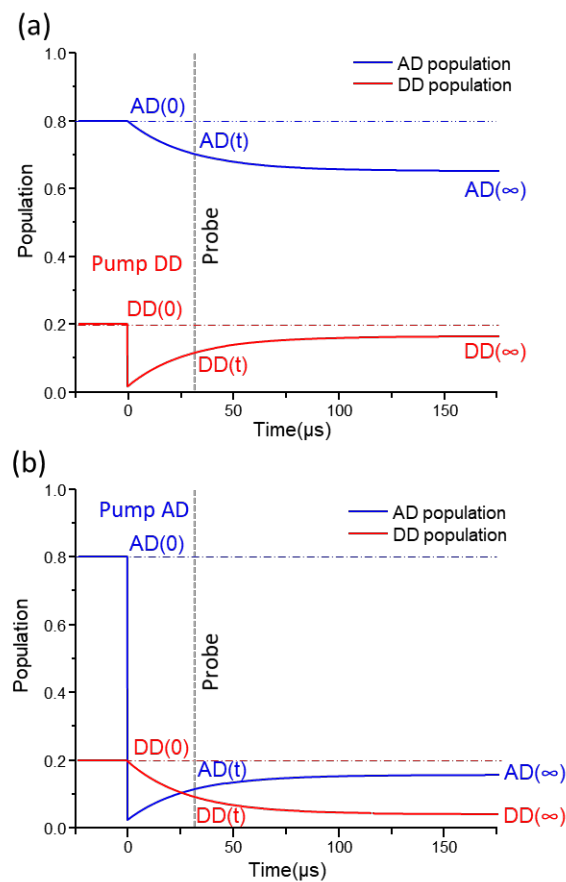 (a)
1.0
0.8
0.6
0.4
0.2
0.0
Population
AD population
DD population
AD(0)
AD(t)
AD(∞)
Probe
Pump DD
DD(0)
DD(t)
DD(∞)
0
50
100
150
Time(µs)
(b)
1.0
0.8
0.6
0.4
0.2
0.0
Population
Pump AD
AD population
DD population
AD(0)
Probe
DD(0)
AD(t)
AD(∞)
DD(t)
DD(∞)
0
50
100
150
Time(µs)